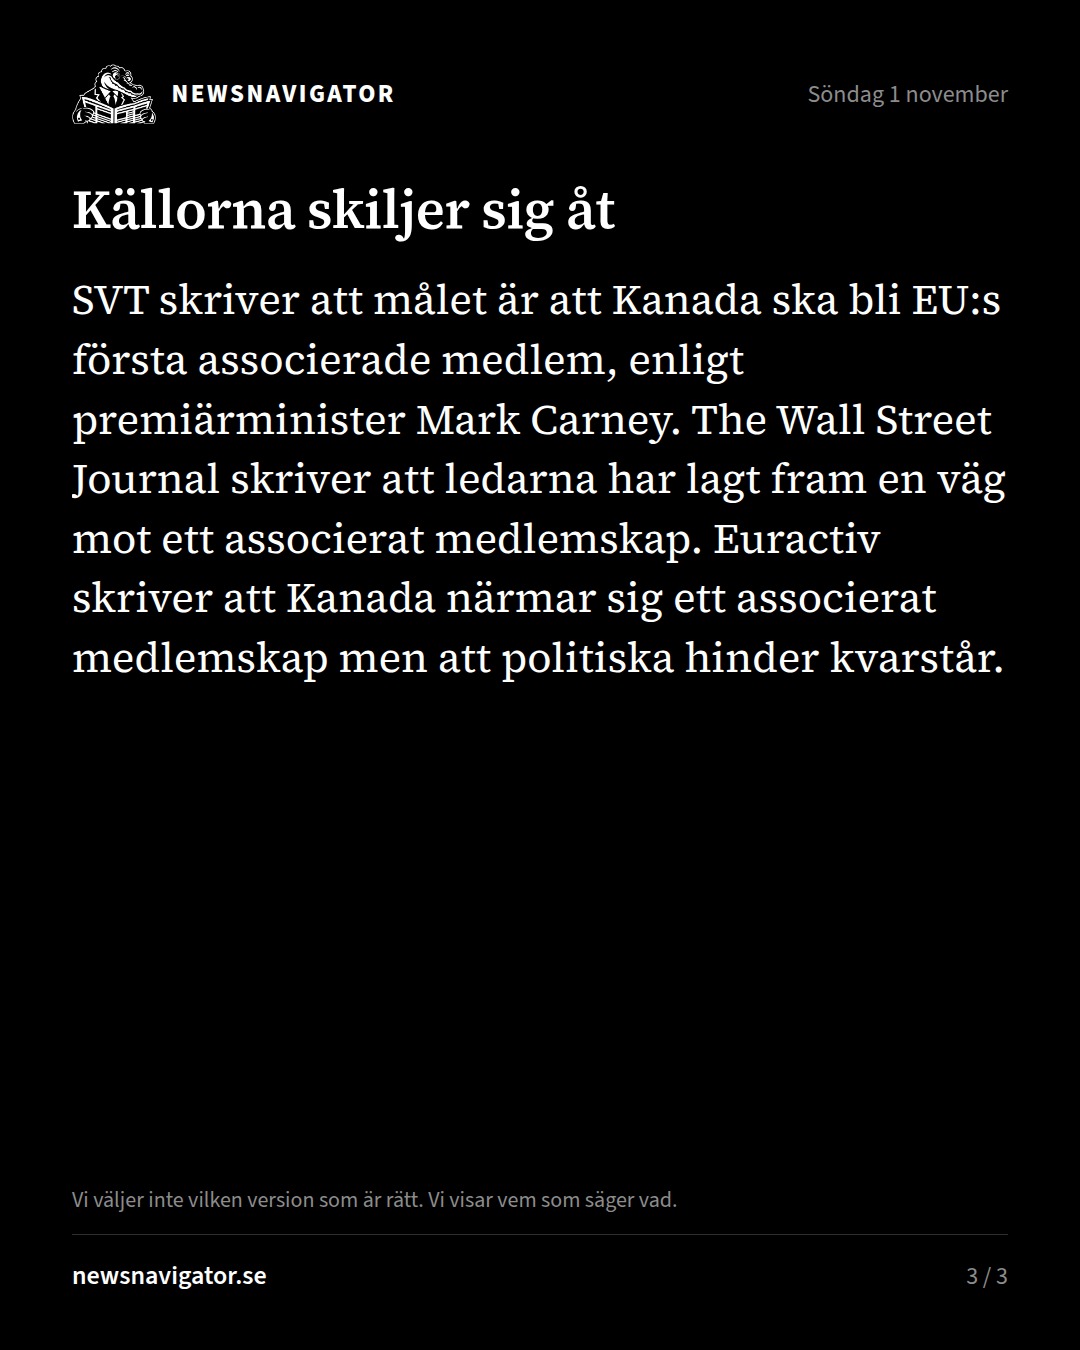 NEWSNAVIGATOR
Söndag 1 november
Källorna skiljer sig åt
SVT skriver att målet är att Kanada ska bli EU:s
första associerade medlem, enligt
premiärminister Mark Carney. The Wall Street
Journal skriver att ledarna har lagt fram en väg
mot ett associerat medlemskap. Euractiv
skriver att Kanada närmar sig ett associerat
medlemskap men att politiska hinder kvarstår.
Vi väljer inte vilken version som är rätt. Vi visar vem som säger vad.
newsnavigator.se
3 / 3